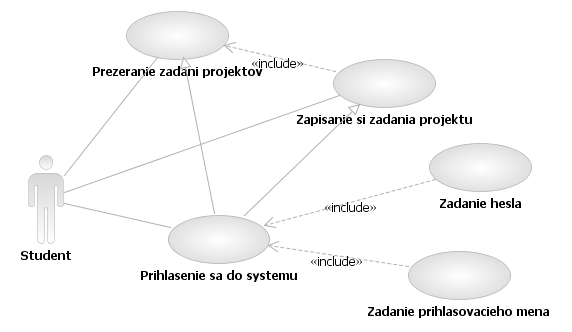 Prezeranie zadani projektov
«include»
Zapisanie si zadania projektu
Zadanie hesla
«include»
Student
Prihlasenie sa do systemu
«include»
Zadanie prihlasovacieho mena